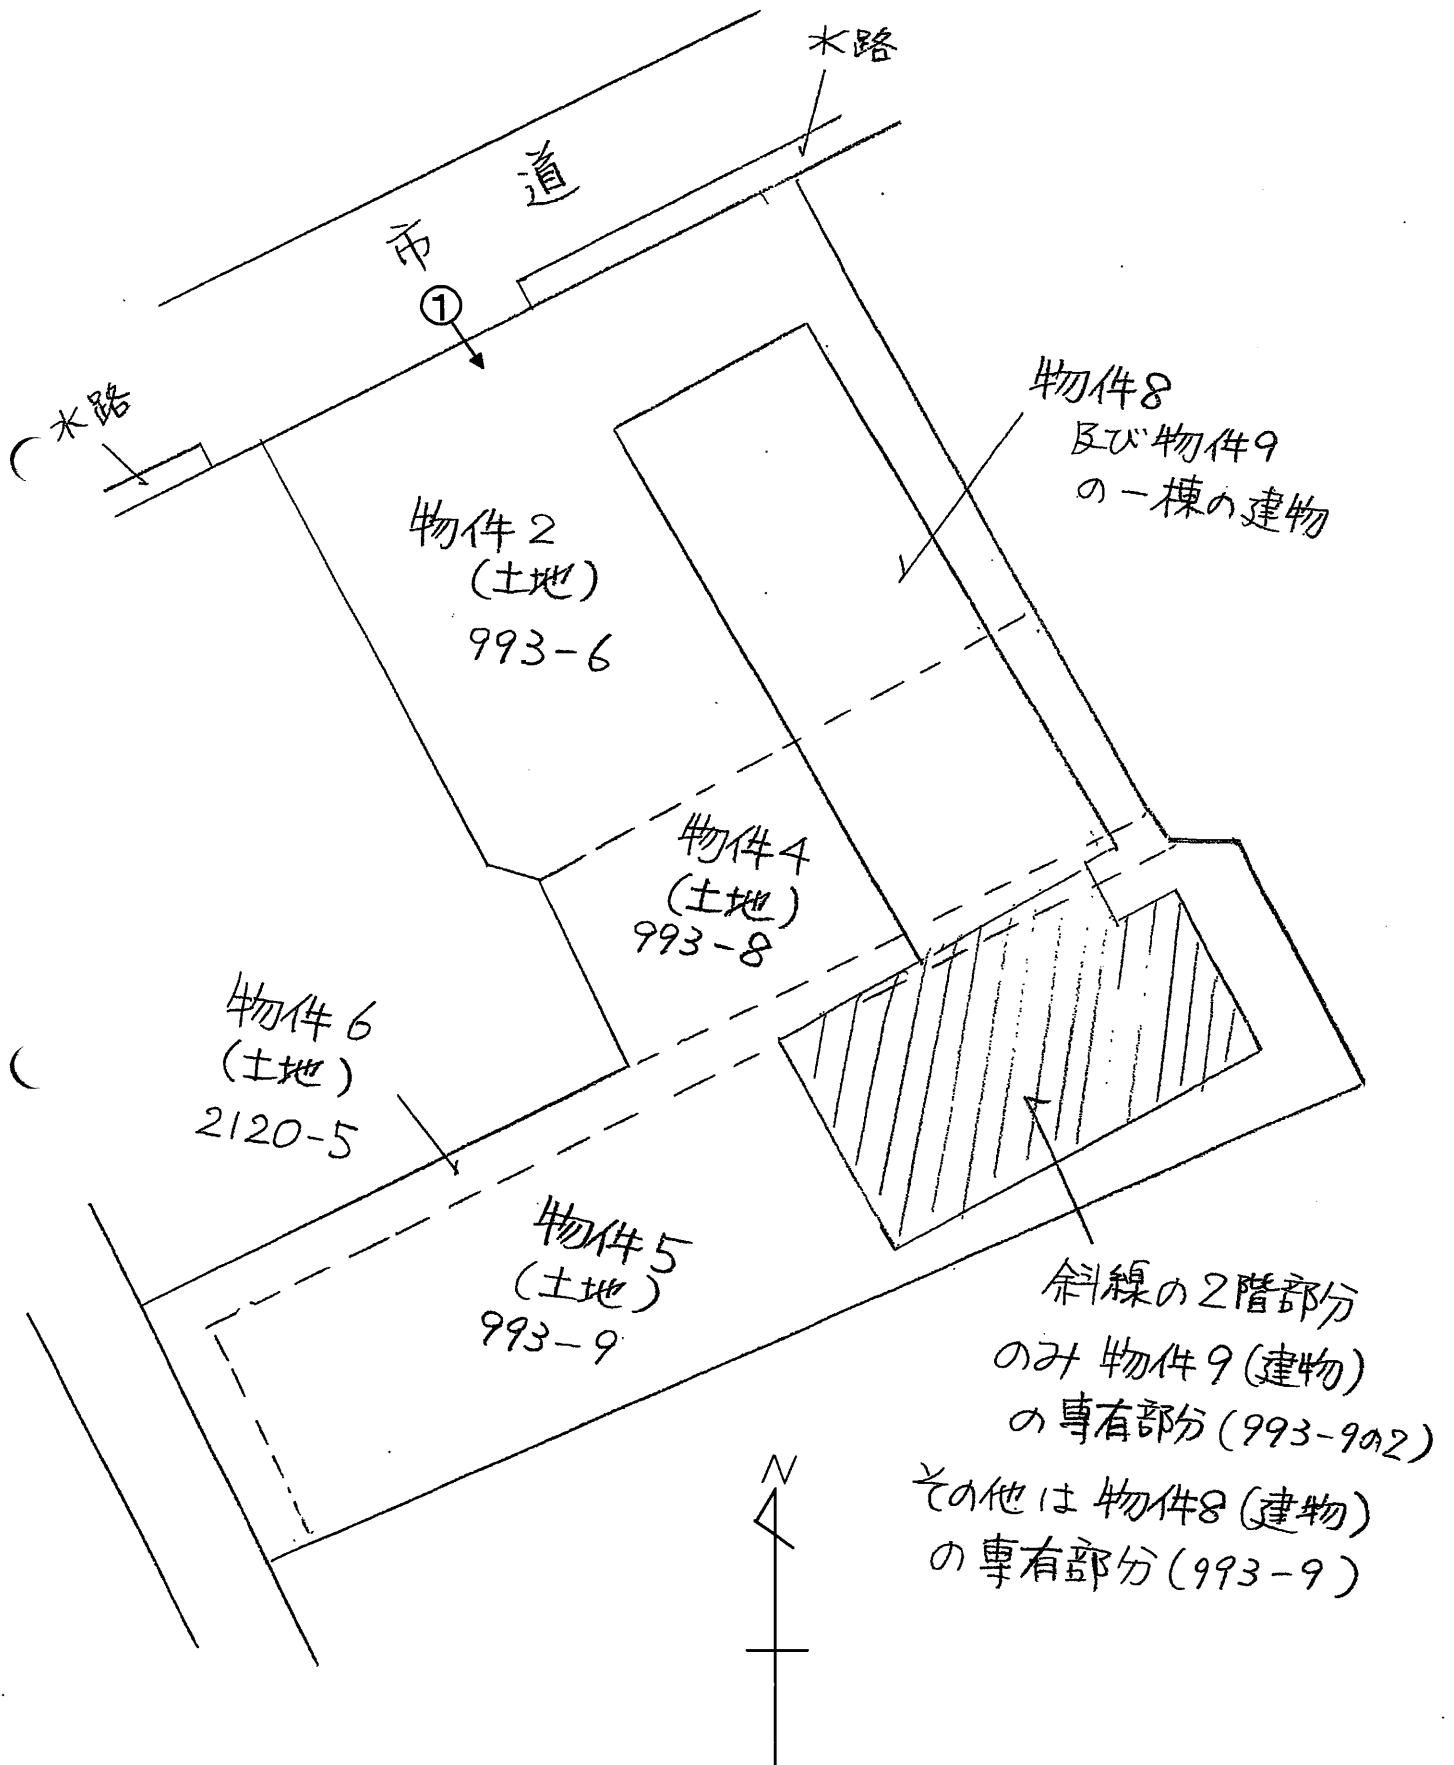 水路
市道
①
水路
物件8
及び物件9
の一棟の建物
物件2
(土地)
993-6
物件4
(土地)
993-8
物件6
(土地)
2120-5
物件5
(土地)
993-9
斜線の2階部分
のみ物件9(建物)
の専有部分(993-9の2)
その他は物件8(建物)
の専有部分(993-9)
N